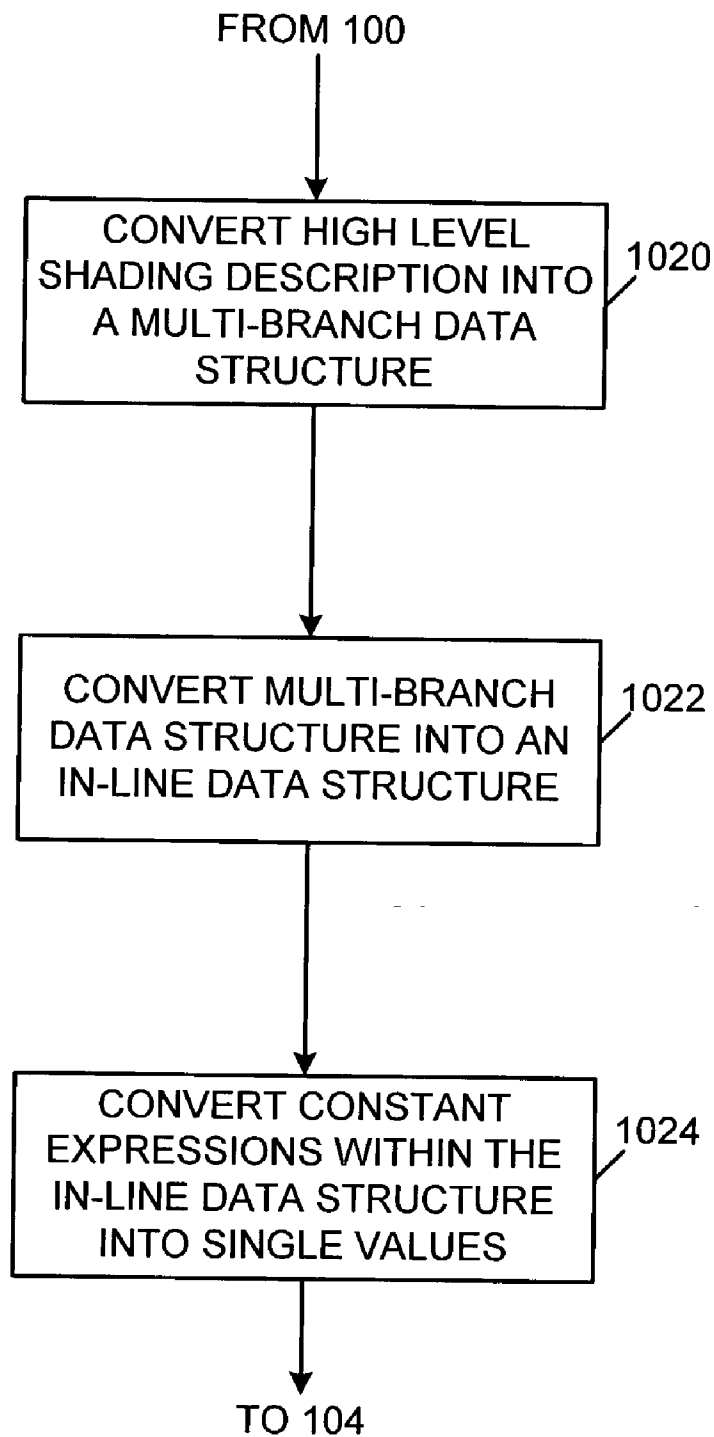 FROM 100
CONVERT HIGH LEVEL
SHADING DESCRIPTION INTO
A MULTI-BRANCH DATA
STRUCTURE
1020
CONVERT MULTI-BRANCH
DATA STRUCTURE INTO AN
IN-LINE DATA STRUCTURE
1022
CONVERT CONSTANT
EXPRESSIONS WITHIN THE
IN-LINE DATA STRUCTURE
INTO SINGLE VALUES
1024
TO 104